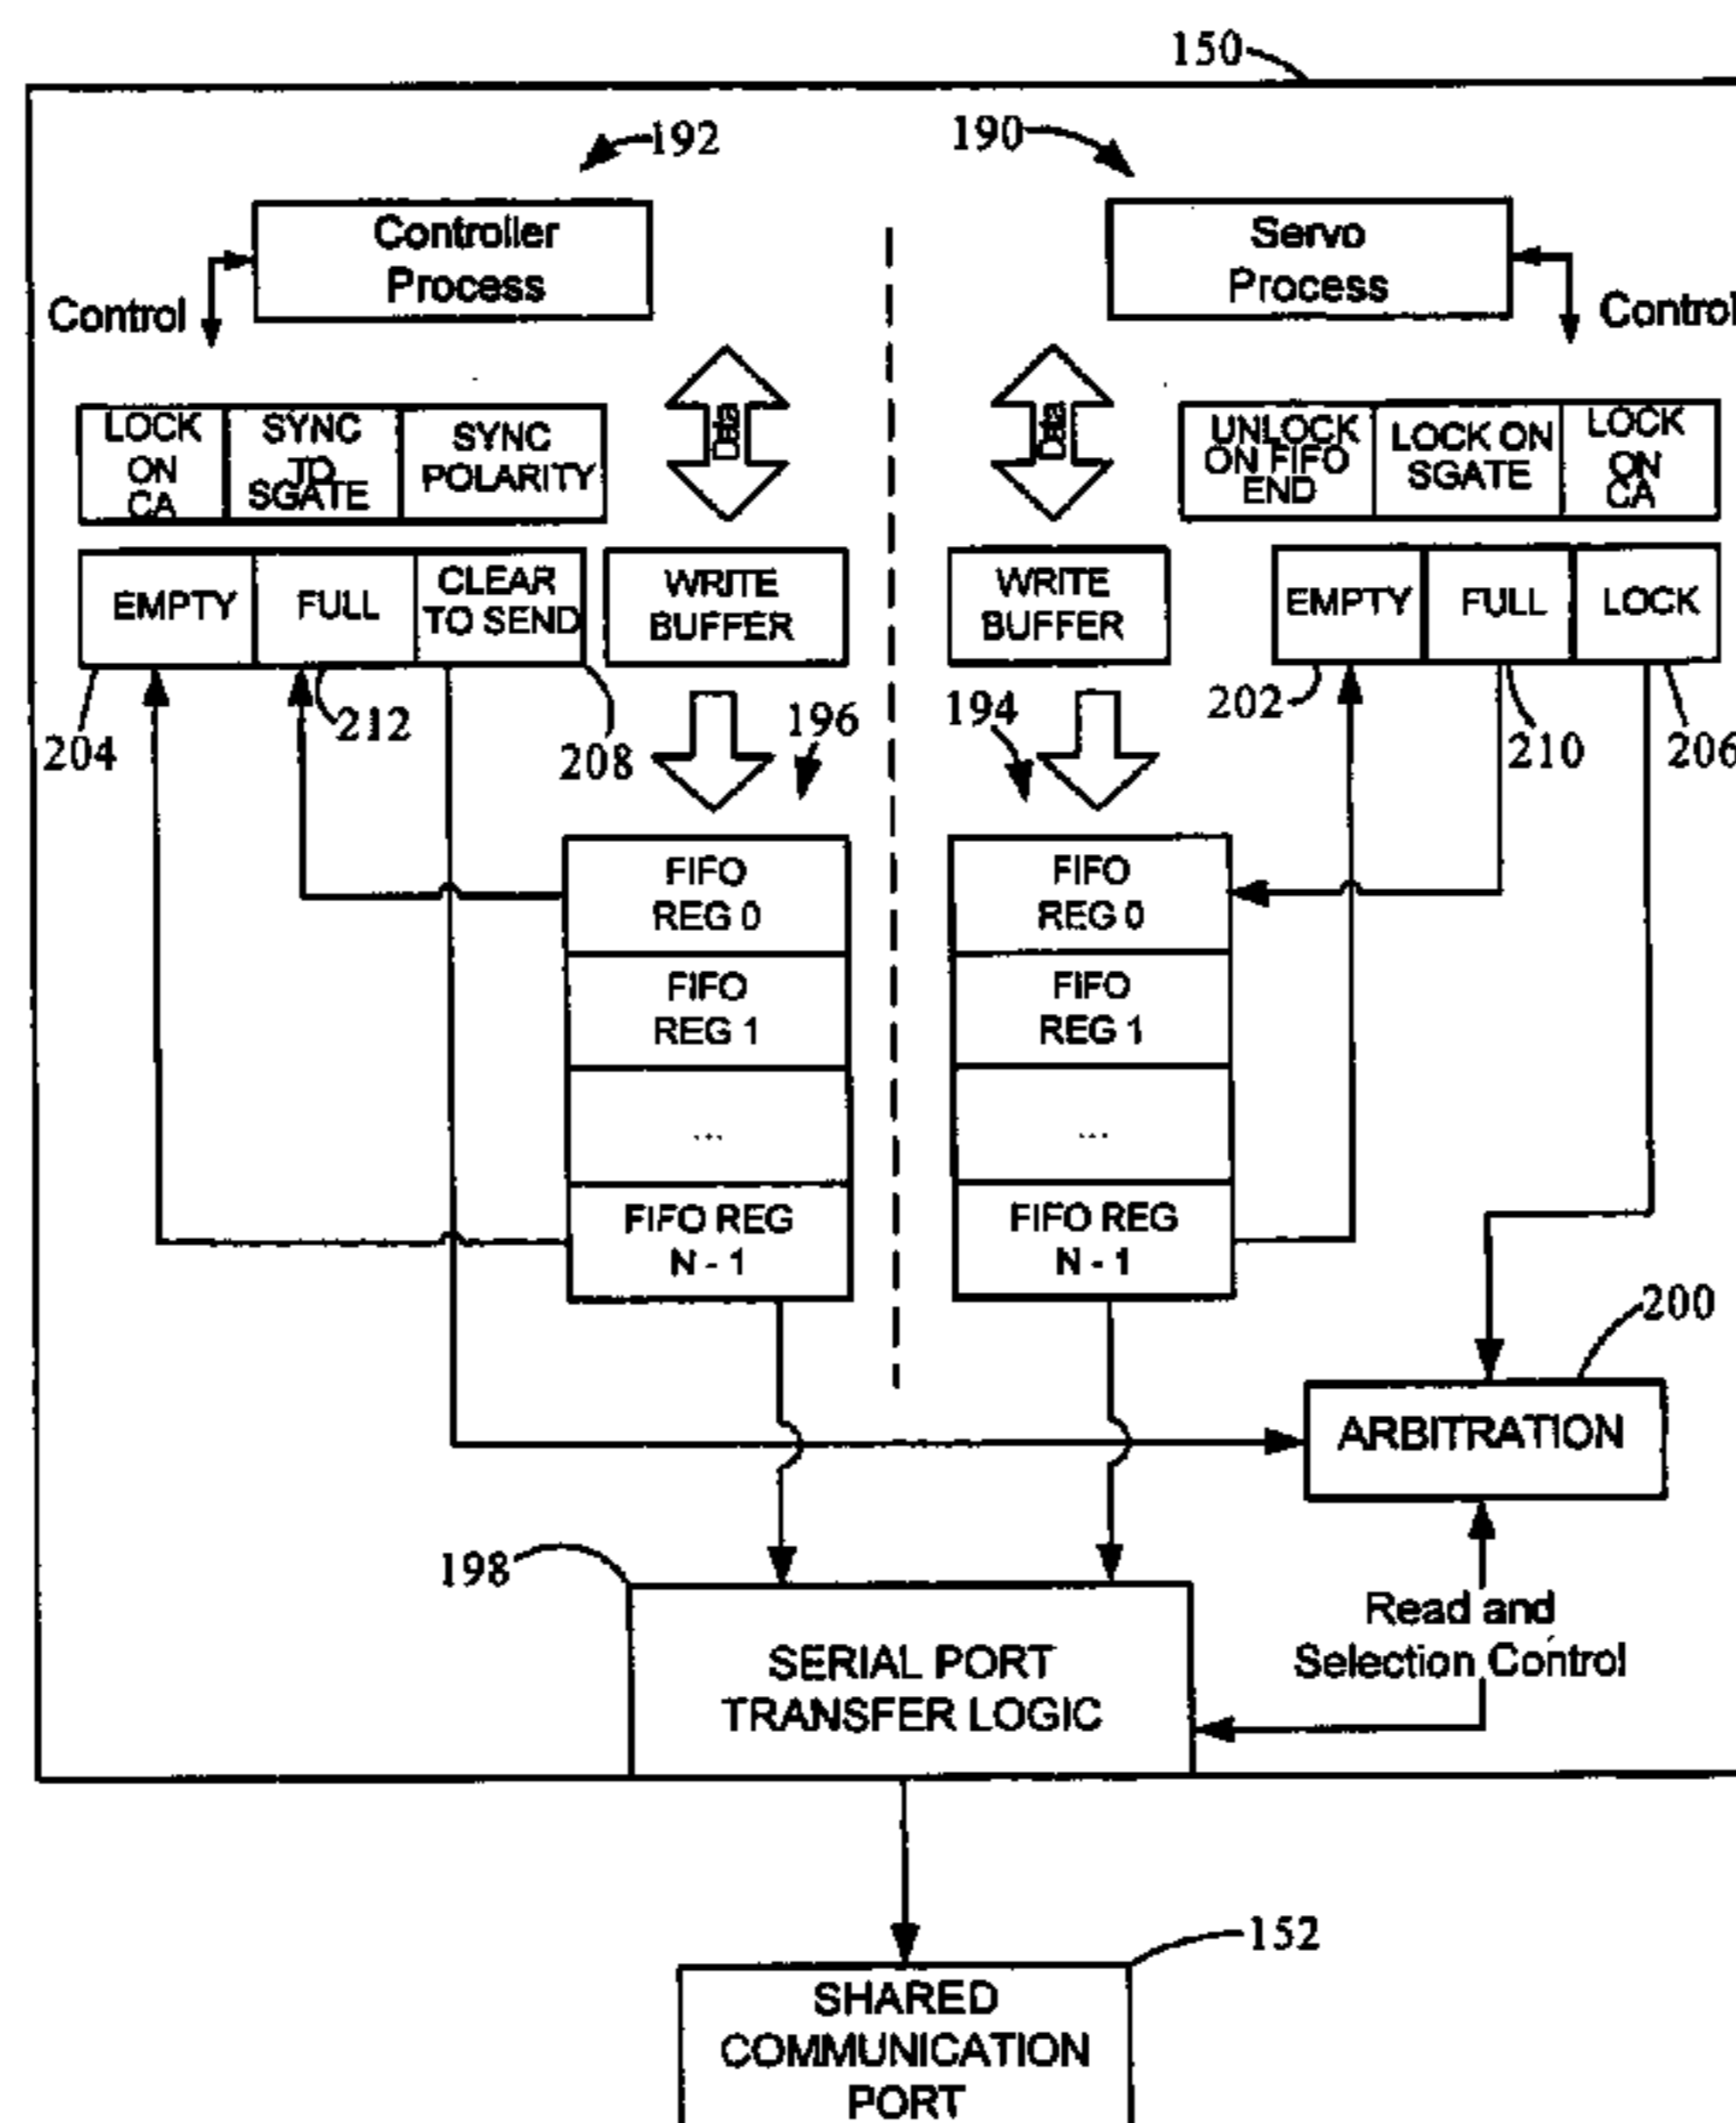 150
192
190
Controller
Process
Servo
Process
Control
Control
Data
Data
LOCK
ON
CA
SYNC
TO
SGATE
SYNC
POLARITY
UNLOCK
ON FIFO
END
LOCK ON
SGATE
LOCK
ON
CA
EMPTY
FULL
CLEAR
TO SEND
WRITE
BUFFER
WRITE
BUFFER
EMPTY
FULL
LOCK
204
212
208
196
194
202
210
206
FIFO
REG 0
FIFO
REG 1
...
FIFO REG
N - 1
FIFO
REG 0
FIFO
REG 1
...
FIFO REG
N - 1
200
ARBITRATION
198
Read and
Selection Control
SERIAL PORT
TRANSFER LOGIC
152
SHARED
COMMUNICATION
PORT